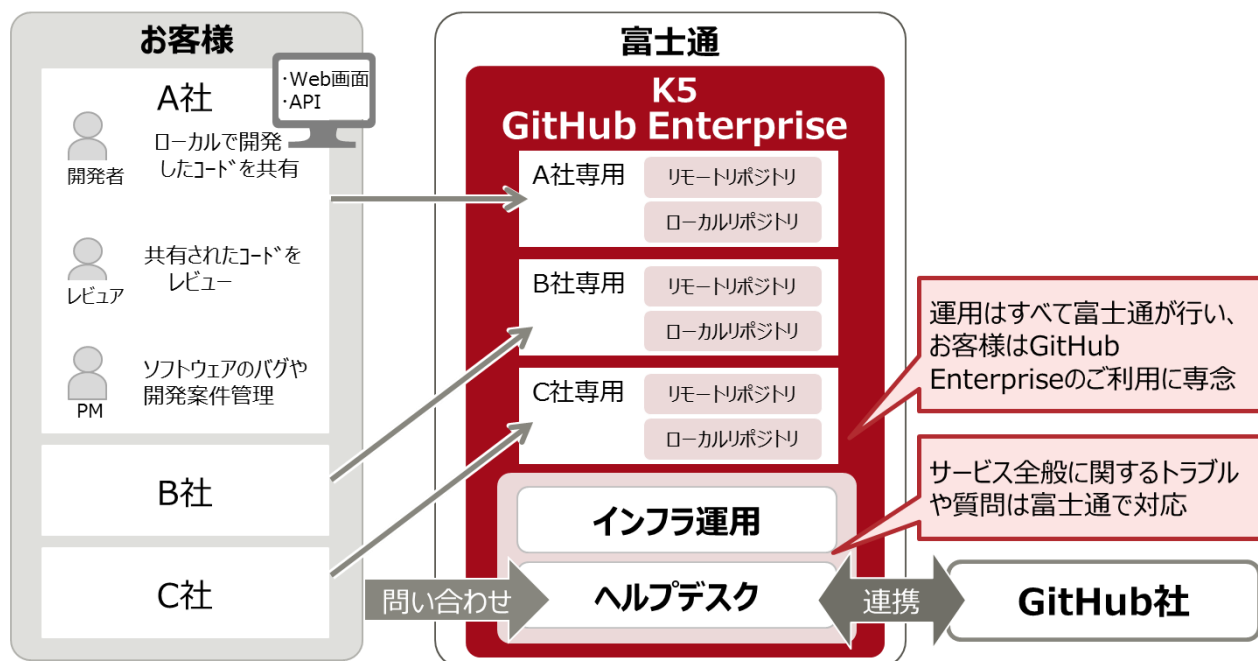 お客様
A社
・Web画面
・API
開発者
ローカルで開発
したコードを共有
レビュア
共有されたコードを
レビュー
PM
ソフトウェアのバグや
開発案件管理
B社
C社
富士通
K5
GitHub Enterprise
A社専用
リモートリポジトリ
ローカルリポジトリ
B社専用
リモートリポジトリ
ローカルリポジトリ
C社専用
リモートリポジトリ
ローカルリポジトリ
インフラ運用
ヘルプデスク
問い合わせ
連携
GitHub社
運用はすべて富士通が行い、
お客様はGitHub
Enterpriseのご利用に専念
サービス全般に関するトラブル
や質問は富士通で対応